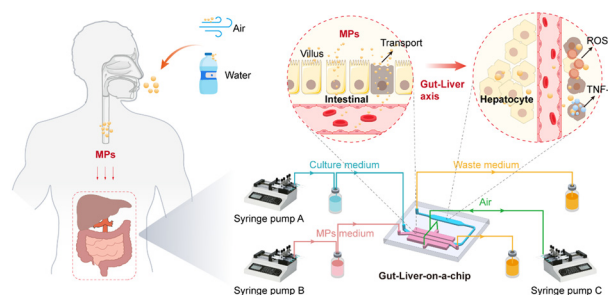 Air
Water
MPs
MPs
Villus
Transport
Intestinal
Gut-Liver
axis
ROS
Hepatocyte
TNF-
Culture medium
Waste medium
Syringe pump A
Air
MPs medium
Syringe pump B
Gut-Liver-on-a-chip
Syringe pump C